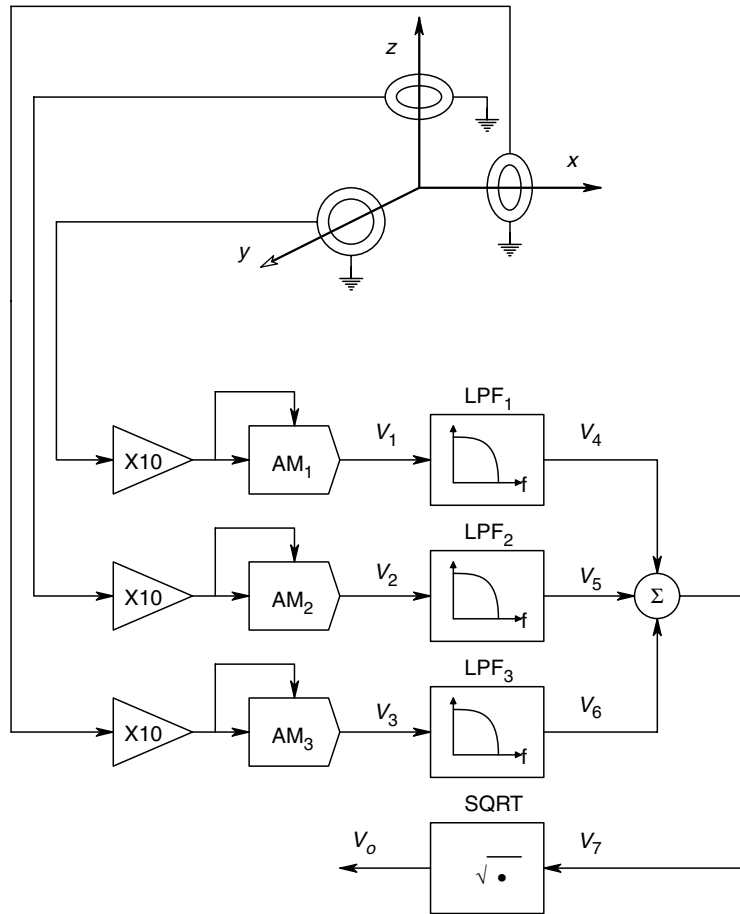 z
x
y
LPF₁
X10
AM₁
V₁
f
V₄
LPF₂
X10
AM₂
V₂
f
V₅
Σ
LPF₃
X10
AM₃
V₃
f
V₆
SQRT
Vₒ
√•
V₇